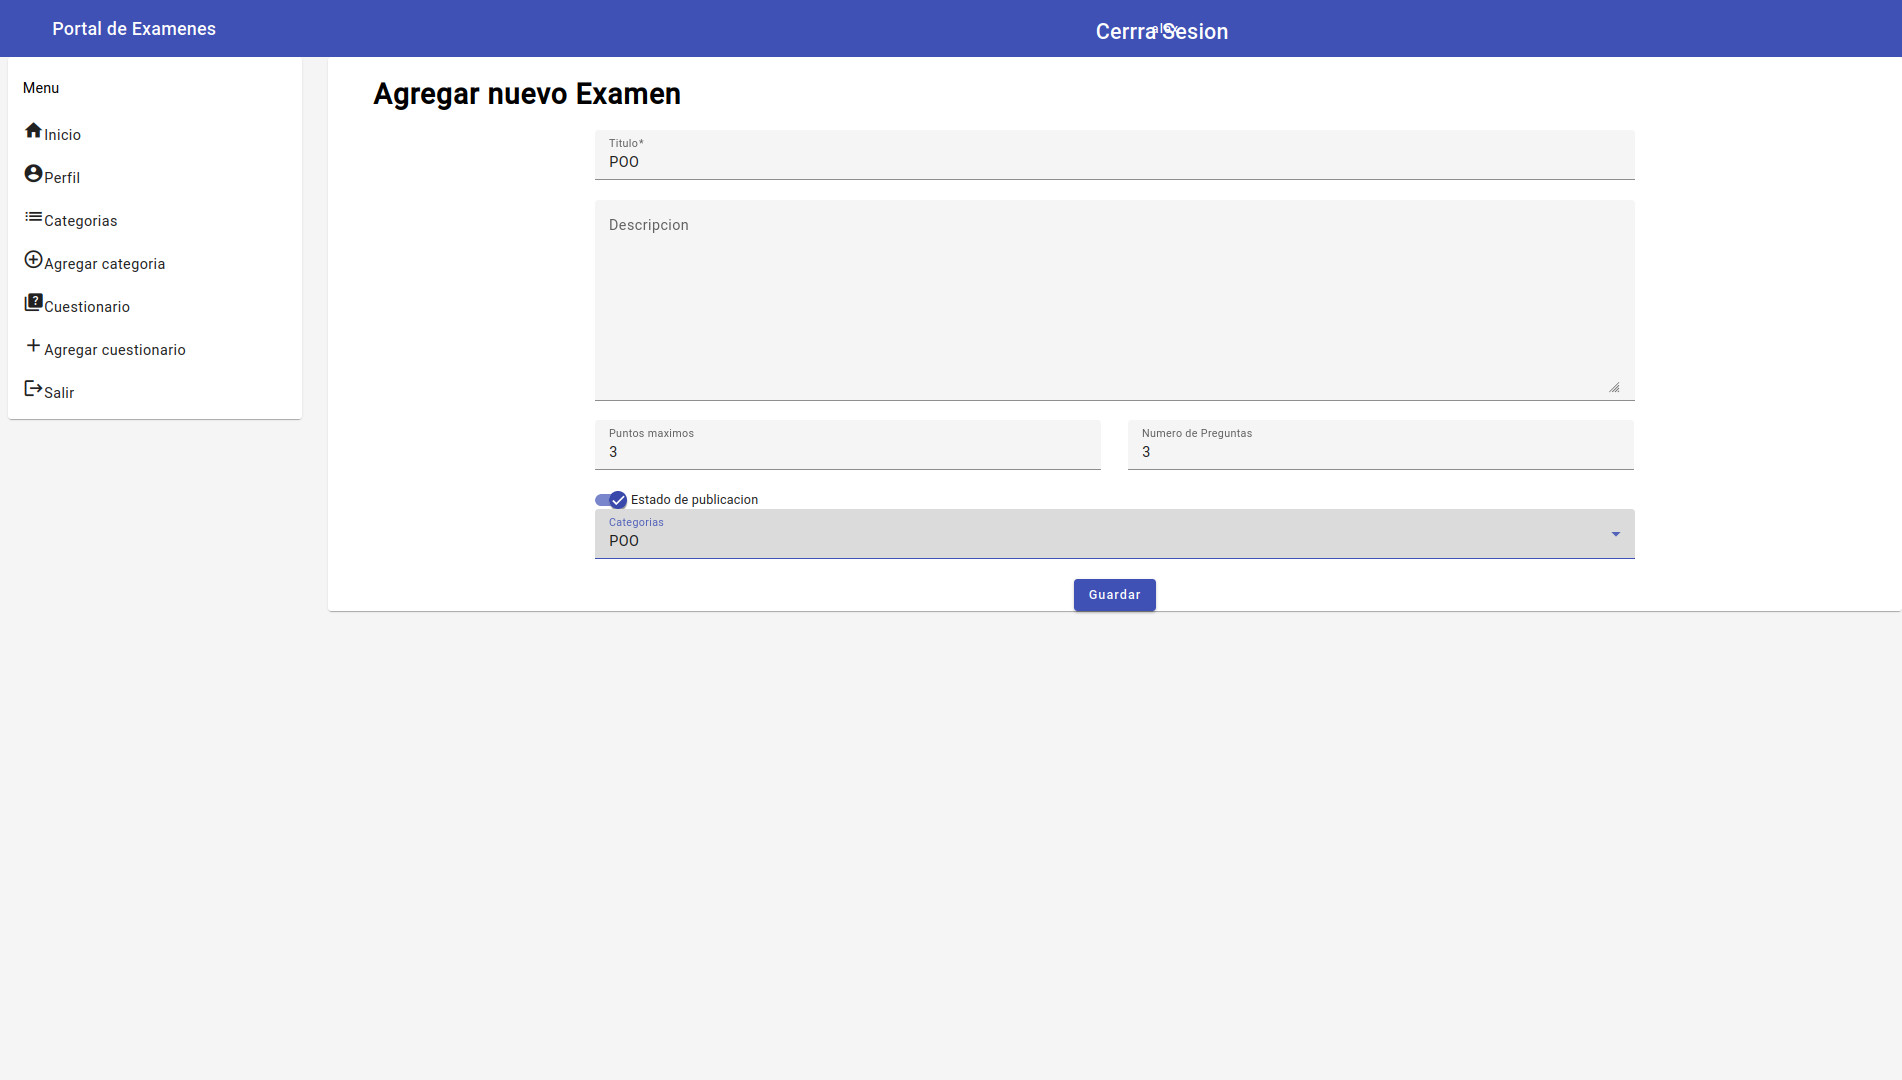 Portal de Examenes
Cerrra Sesion
Menu
Inicio
Perfil
Categorias
Agregar categoria
Cuestionario
Agregar cuestionario
Salir
Agregar nuevo Examen
Titulo*
POO
Descripcion
Puntos maximos
3
Numero de Preguntas
3
Estado de publicacion
Categorias
POO
Guardar